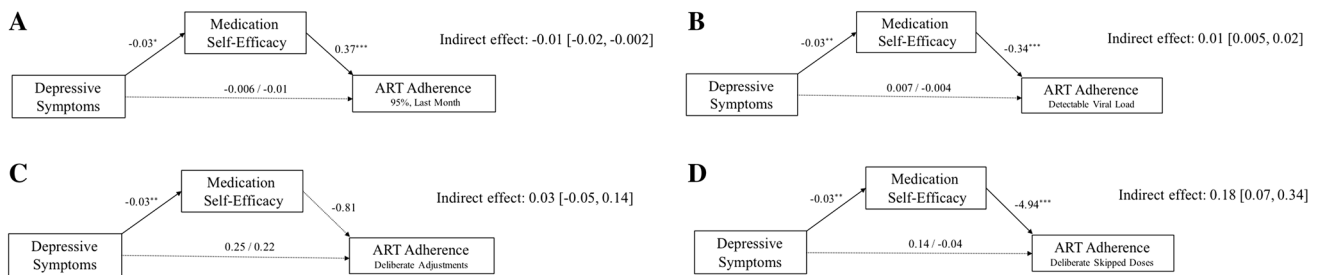 A
Medication
Self-Efficacy
-0.03*
0.37***
Indirect effect: -0.01 [-0.02, -0.002]
Depressive
Symptoms
-0.006 / -0.01
ART Adherence
95%, Last Month
B
Medication
Self-Efficacy
-0.03**
-0.34***
Indirect effect: 0.01 [0.005, 0.02]
Depressive
Symptoms
0.007 / -0.004
ART Adherence
Detectable Viral Load
C
Medication
Self-Efficacy
-0.03**
-0.81
Indirect effect: 0.03 [-0.05, 0.14]
Depressive
Symptoms
0.25 / 0.22
ART Adherence
Deliberate Adjustments
D
Medication
Self-Efficacy
-0.03**
-4.94***
Indirect effect: 0.18 [0.07, 0.34]
Depressive
Symptoms
0.14 / -0.04
ART Adherence
Deliberate Skipped Doses